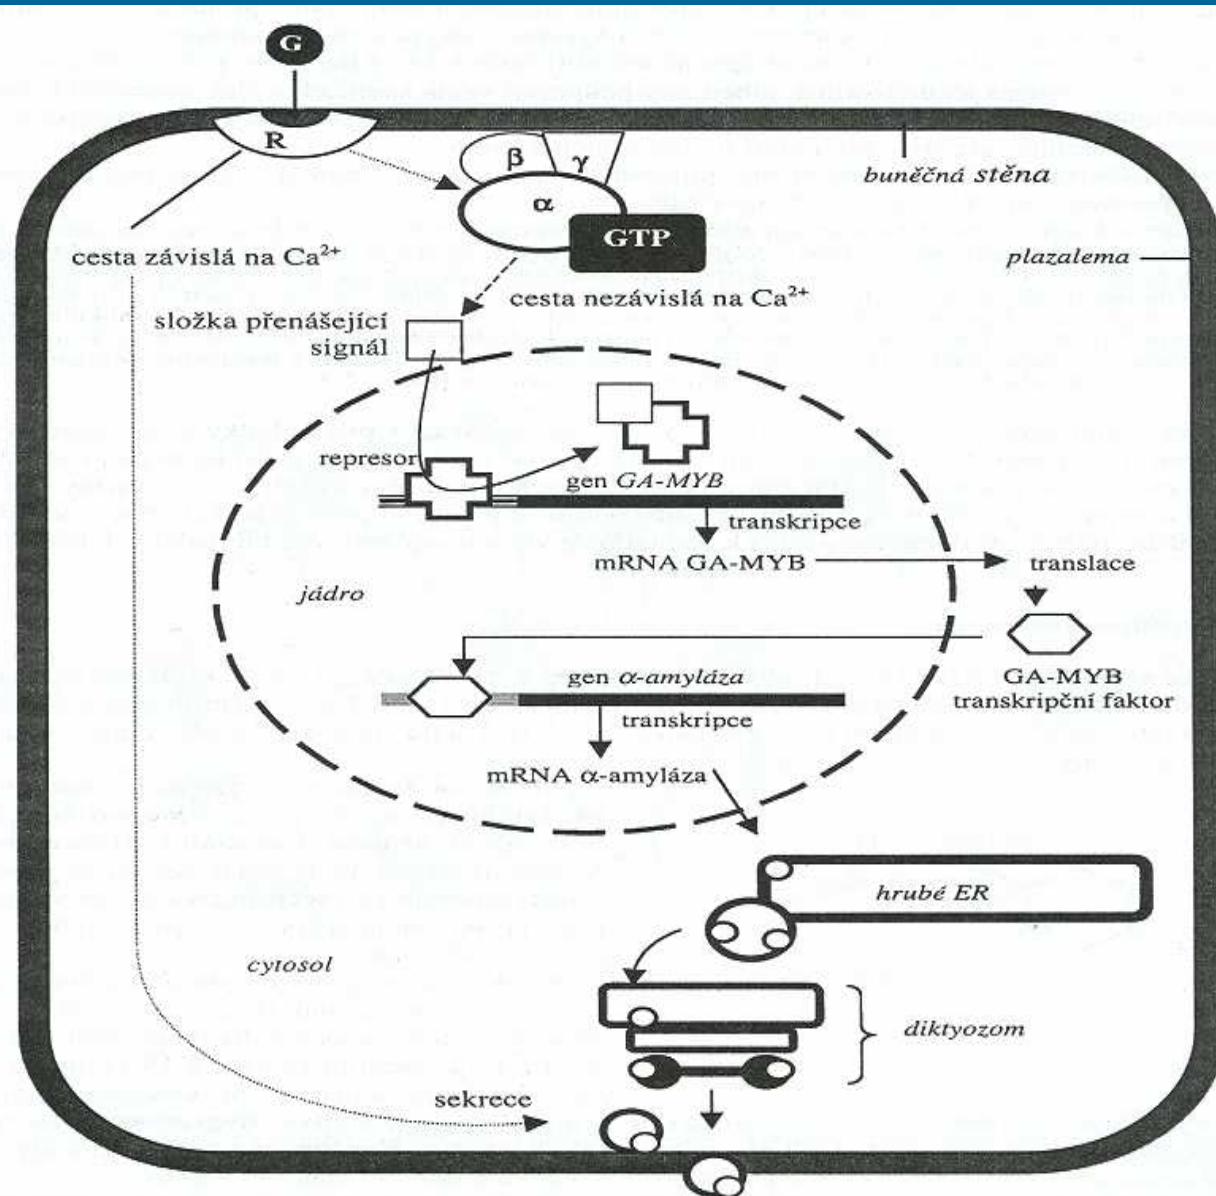 G
R
β
γ
α
GTP
buněčná stěna
cesta závislá na Ca²⁺
plazalema
cesta nezávislá na Ca²⁺
složka přenášející
signál
represor
gen GA-MYB
transkripce
mRNA GA-MYB
translace
jádro
GA-MYB
transkripční faktor
gen α-amyláza
transkripce
mRNA α-amyláza
hrubé ER
cytosol
diktyozom
sekrece